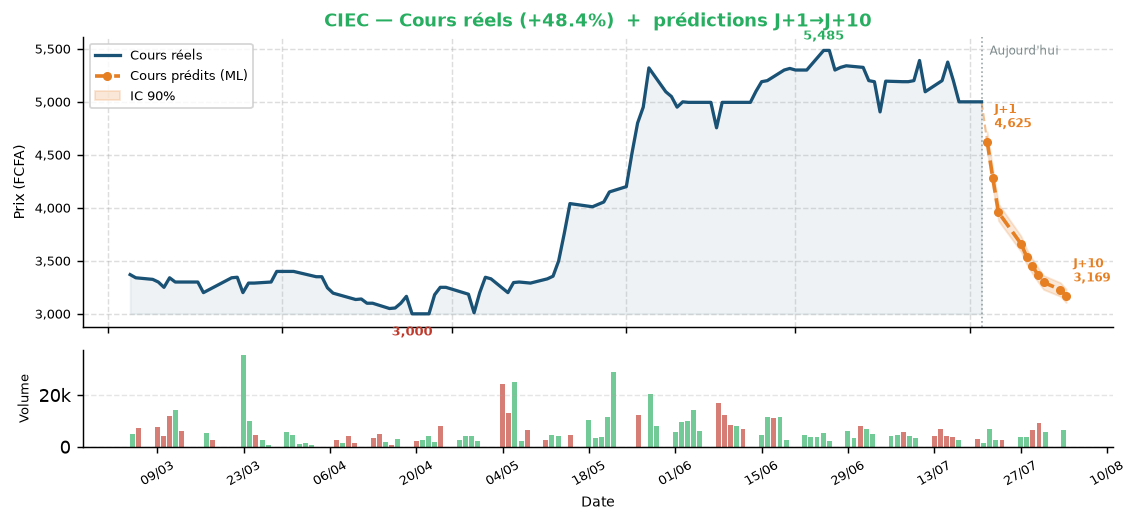 CIEC — Cours réels (+48.4%) + prédictions J+1→J+10
5,485
Aujourd'hui
Cours réels
Cours prédits (ML)
IC 90%
5,500
5,000
4,500
4,000
3,500
3,000
Prix (FCFA)
J+1
4,625
J+10
3,169
3,000
Volume
20k
0
09/03
23/03
06/04
20/04
04/05
18/05
01/06
15/06
29/06
13/07
27/07
10/08
Date